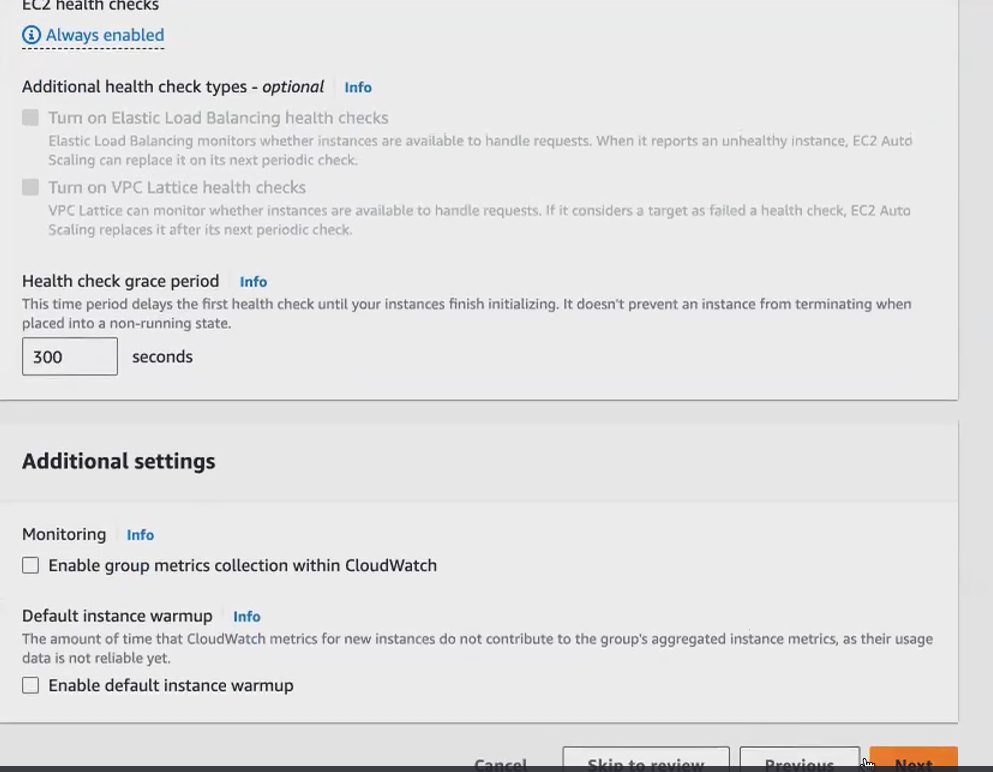 EC2 health checks
Always enabled
Additional health check types - optional Info
Turn on Elastic Load Balancing health checks
Elastic Load Balancing monitors whether instances are available to handle requests. When it reports an unhealthy instance, EC2 Auto
Scaling can replace it on its next periodic check.
Turn on VPC Lattice health checks
VPC Lattice can monitor whether instances are available to handle requests. If it considers a target as failed a health check, EC2 Auto
Scaling replaces it after its next periodic check.
Health check grace period Info
This time period delays the first health check until your instances finish initializing. It doesn't prevent an instance from terminating when
placed into a non-running state.
300 seconds
Additional settings
Monitoring Info
Enable group metrics collection within CloudWatch
Default instance warmup Info
The amount of time that CloudWatch metrics for new instances do not contribute to the group's aggregated instance metrics, as their usage
data is not reliable yet.
Enable default instance warmup
Cancel Skip to review Previous Next